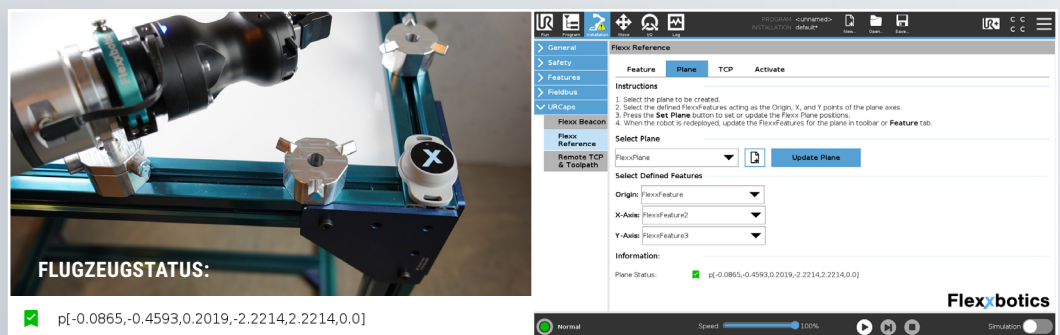 Flexxbotics
X
FLUGZEUGSTATUS:
p[-0.0865,-0.4593,0.2019,-2.2214,2.2214,0.0]
Run Program Installation Move I/O Log
PROGRAM <unnamed>
INSTALLATION default*
New... Open... Save...
UR+
C C
C C
General
Safety
Features
Fieldbus
URCaps
Flexx Beacon
Flexx
Reference
Remote TCP
& Toolpath
Flexx Reference
Feature Plane TCP Activate
Instructions
1. Select the plane to be created.
2. Select the defined FlexxFeatures acting as the Origin, X, and Y points of the plane axes.
3. Press the Set Plane button to set or update the Flexx Plane positions.
4. When the robot is redeployed, update the FlexxFeatures for the plane in toolbar or Feature tab.
Select Plane
FlexxPlane
Update Plane
Select Defined Features
Origin: FlexxFeature
X-Axis: FlexxFeature2
Y-Axis: FlexxFeature3
Information:
Plane Status: p[-0.0865,-0.4593,0.2019,-2.2214,2.2214,0.0]
Flexxbotics
Normal
Speed 100%
Simulation